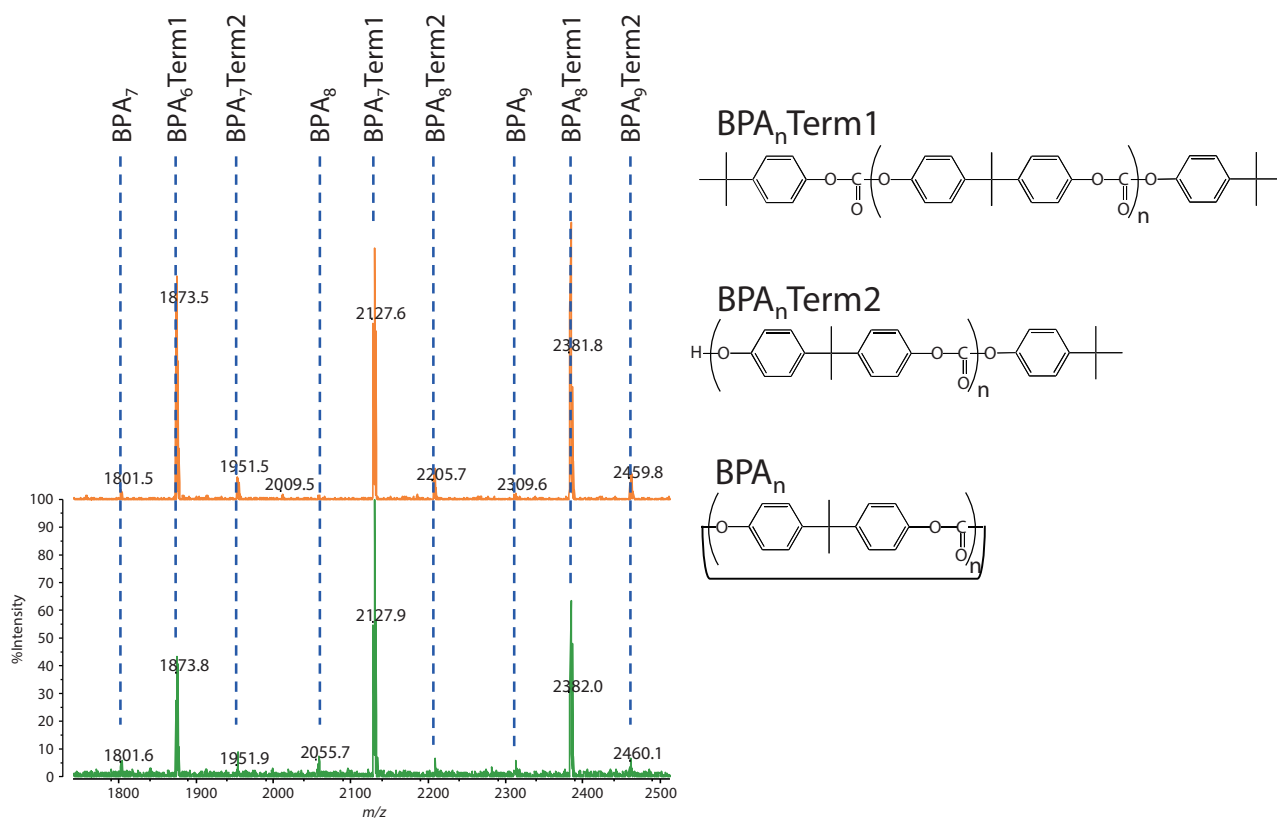 BPA₇
BPA₆Term1
BPA₇Term2
BPA₈
BPA₇Term1
BPA₈Term2
BPA₉
BPA₈Term1
BPA₉Term2
1801.5
1873.5
1951.5
2009.5
2127.6
2205.7
2309.6
2381.8
2459.8
100
90
80
70
60
50
40
30
20
10
0
%Intensity
1801.6
1873.8
1951.9
2055.7
2127.9
2382.0
2460.1
1800
1900
2000
2100
2200
2300
2400
2500
m/z
BPAₙTerm1
O C O O C O
O O
n
BPAₙTerm2
H O O C O
O
n
BPAₙ
O O C
O
n